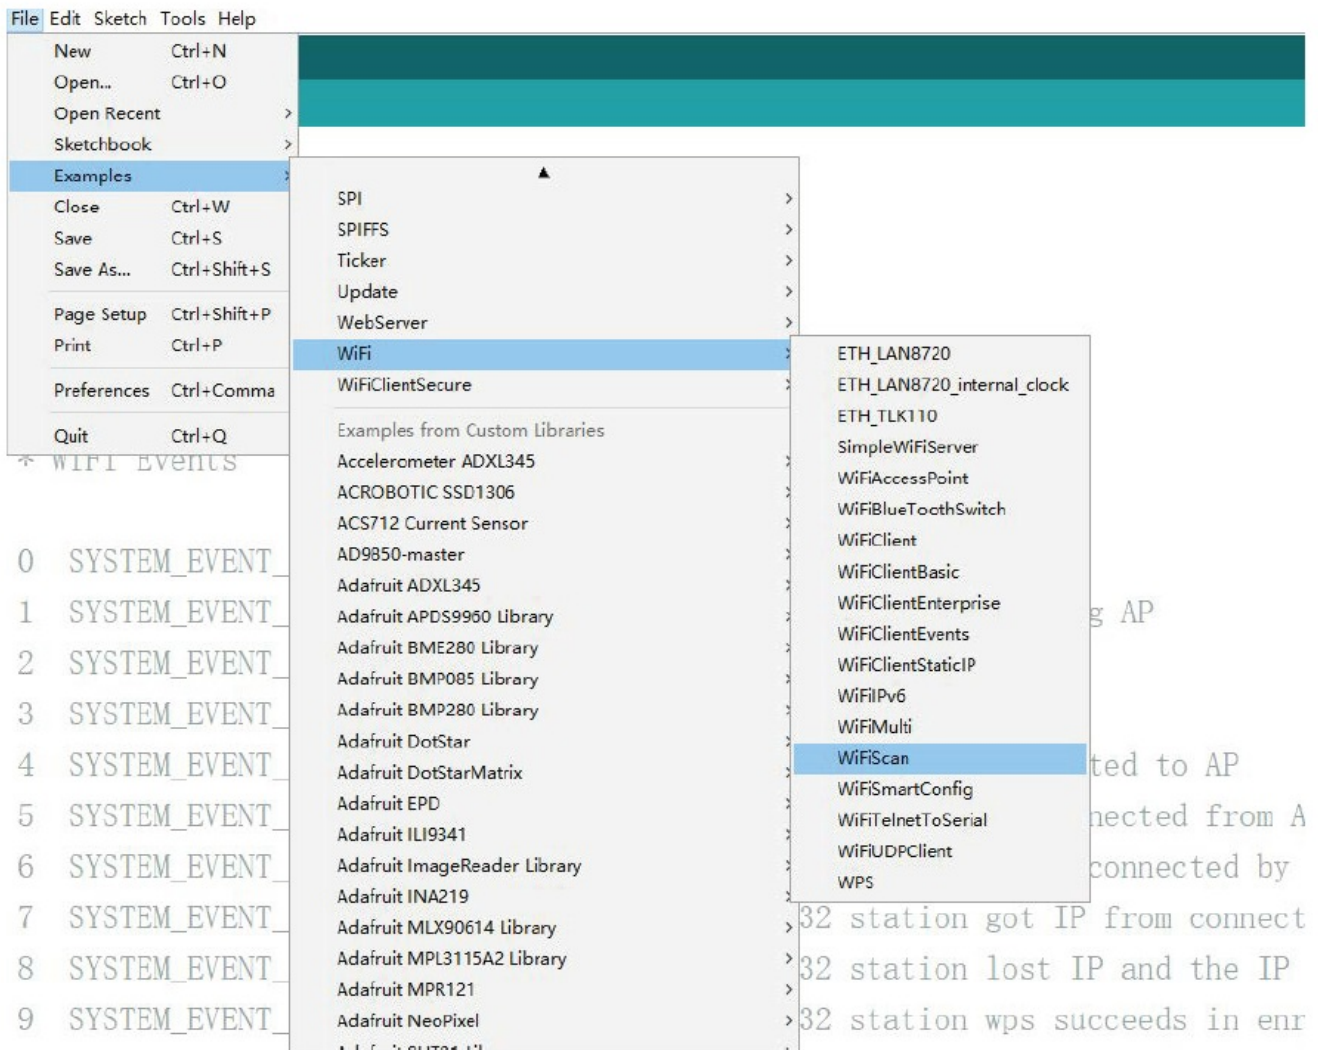 File Edit Sketch Tools Help
New Ctrl+N
Open... Ctrl+O
Open Recent
Sketchbook
Examples
Close Ctrl+W
Save Ctrl+S
Save As... Ctrl+Shift+S
Page Setup Ctrl+Shift+P
Print Ctrl+P
Preferences Ctrl+Comma
Quit Ctrl+Q
SPI
SPIFFS
Ticker
Update
WebServer
WiFi
WiFiClientSecure
Examples from Custom Libraries
Accelerometer ADXL345
ACROBOTIC SSD1306
ACS712 Current Sensor
AD9850-master
Adafruit ADXL345
Adafruit APDS9960 Library
Adafruit BME280 Library
Adafruit BMP085 Library
Adafruit BMP280 Library
Adafruit DotStar
Adafruit DotStarMatrix
Adafruit EPD
Adafruit ILI9341
Adafruit ImageReader Library
Adafruit INA219
Adafruit MLX90614 Library
Adafruit MPL3115A2 Library
Adafruit MPR121
Adafruit NeoPixel
ETH_LAN8720
ETH_LAN8720_internal_clock
ETH_TLK110
SimpleWiFiServer
WiFiAccessPoint
WiFiBlueToothSwitch
WiFiClient
WiFiClientBasic
WiFiClientEnterprise
WiFiClientEvents
WiFiClientStaticIP
WiFiIPv6
WiFiMulti
WiFiScan
WiFiSmartConfig
WiFiTelnetToSerial
WiFiUDPClient
WPS
* WiFi Events
0 SYSTEM_EVENT_
1 SYSTEM_EVENT_ g AP
2 SYSTEM_EVENT_
3 SYSTEM_EVENT_
4 SYSTEM_EVENT_ ted to AP
5 SYSTEM_EVENT_ nected from A
6 SYSTEM_EVENT_ connected by
7 SYSTEM_EVENT_ 32 station got IP from connect
8 SYSTEM_EVENT_ 32 station lost IP and the IP
9 SYSTEM_EVENT_ 32 station wps succeeds in enr